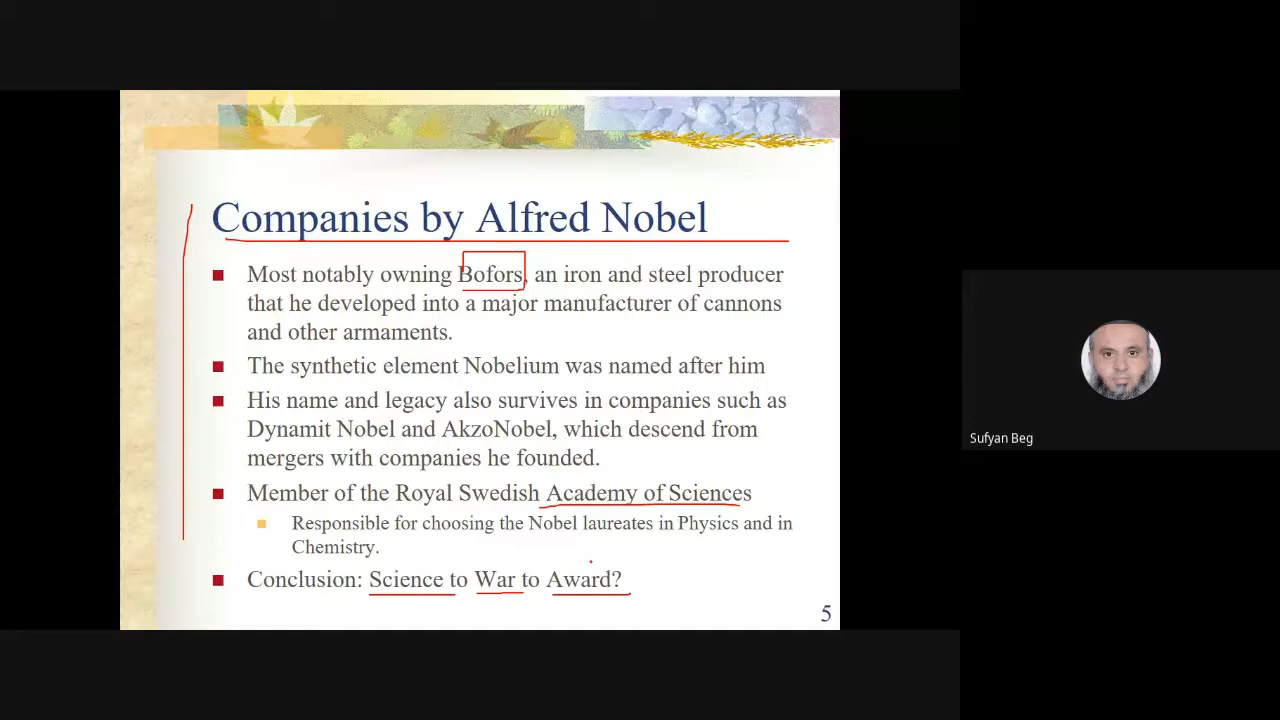 Companies by Alfred Nobel
Most notably owning Bofors, an iron and steel producer
that he developed into a major manufacturer of cannons
and other armaments.
The synthetic element Nobelium was named after him
His name and legacy also survives in companies such as
Dynamit Nobel and AkzoNobel, which descend from
mergers with companies he founded.
Member of the Royal Swedish Academy of Sciences
Responsible for choosing the Nobel laureates in Physics and in
Chemistry.
Conclusion: Science to War to Award?
5
Sufyan Beg